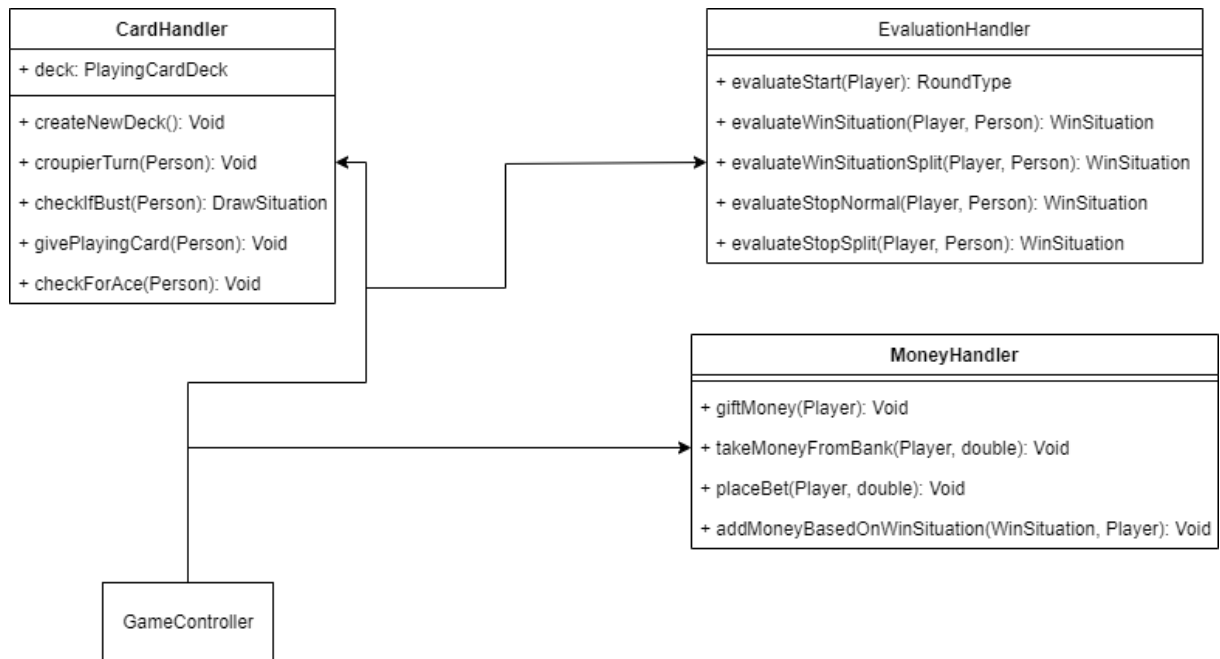 CardHandler
+ deck: PlayingCardDeck
+ createNewDeck(): Void
+ croupierTurn(Person): Void
+ checkIfBust(Person): DrawSituation
+ givePlayingCard(Person): Void
+ checkForAce(Person): Void
EvaluationHandler
+ evaluateStart(Player): RoundType
+ evaluateWinSituation(Player, Person): WinSituation
+ evaluateWinSituationSplit(Player, Person): WinSituation
+ evaluateStopNormal(Player, Person): WinSituation
+ evaluateStopSplit(Player, Person): WinSituation
MoneyHandler
+ giftMoney(Player): Void
+ takeMoneyFromBank(Player, double): Void
+ placeBet(Player, double): Void
+ addMoneyBasedOnWinSituation(WinSituation, Player): Void
GameController